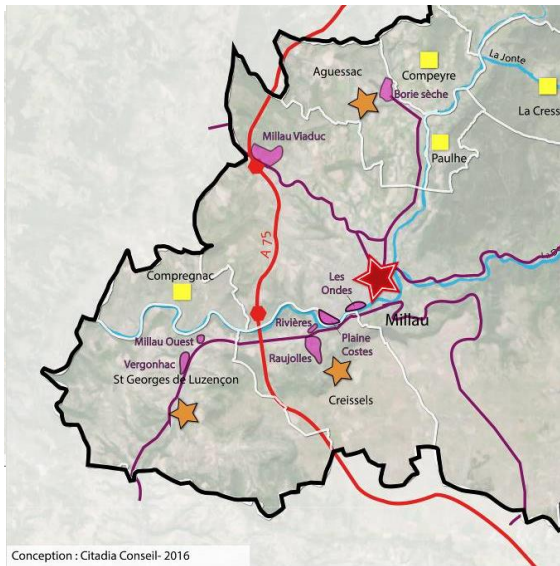 La Jonte
Compeyre
Aguessac
Borie sèche
La Cress
Paulhe
Millau Viaduc
A 75
Compregnac
Les
Ondes
Millau
Rivières
Plaine
Costes
Millau Ouest
Raujolles
Vergonhac
St Georges de Luzençon
Creissels
Conception : Citadia Conseil- 2016